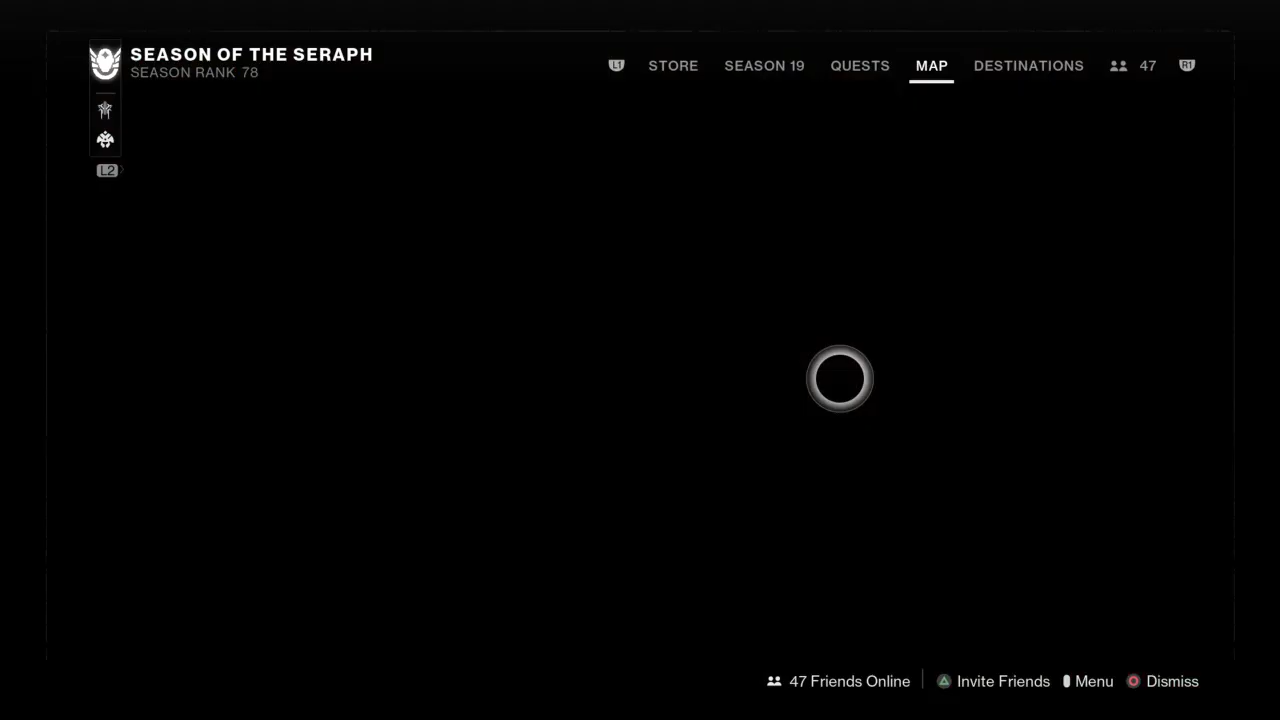 SEASON OF THE SERAPH
SEASON RANK 78
L1 STORE SEASON 19 QUESTS MAP DESTINATIONS 47 R1
L2
47 Friends Online Invite Friends Menu Dismiss